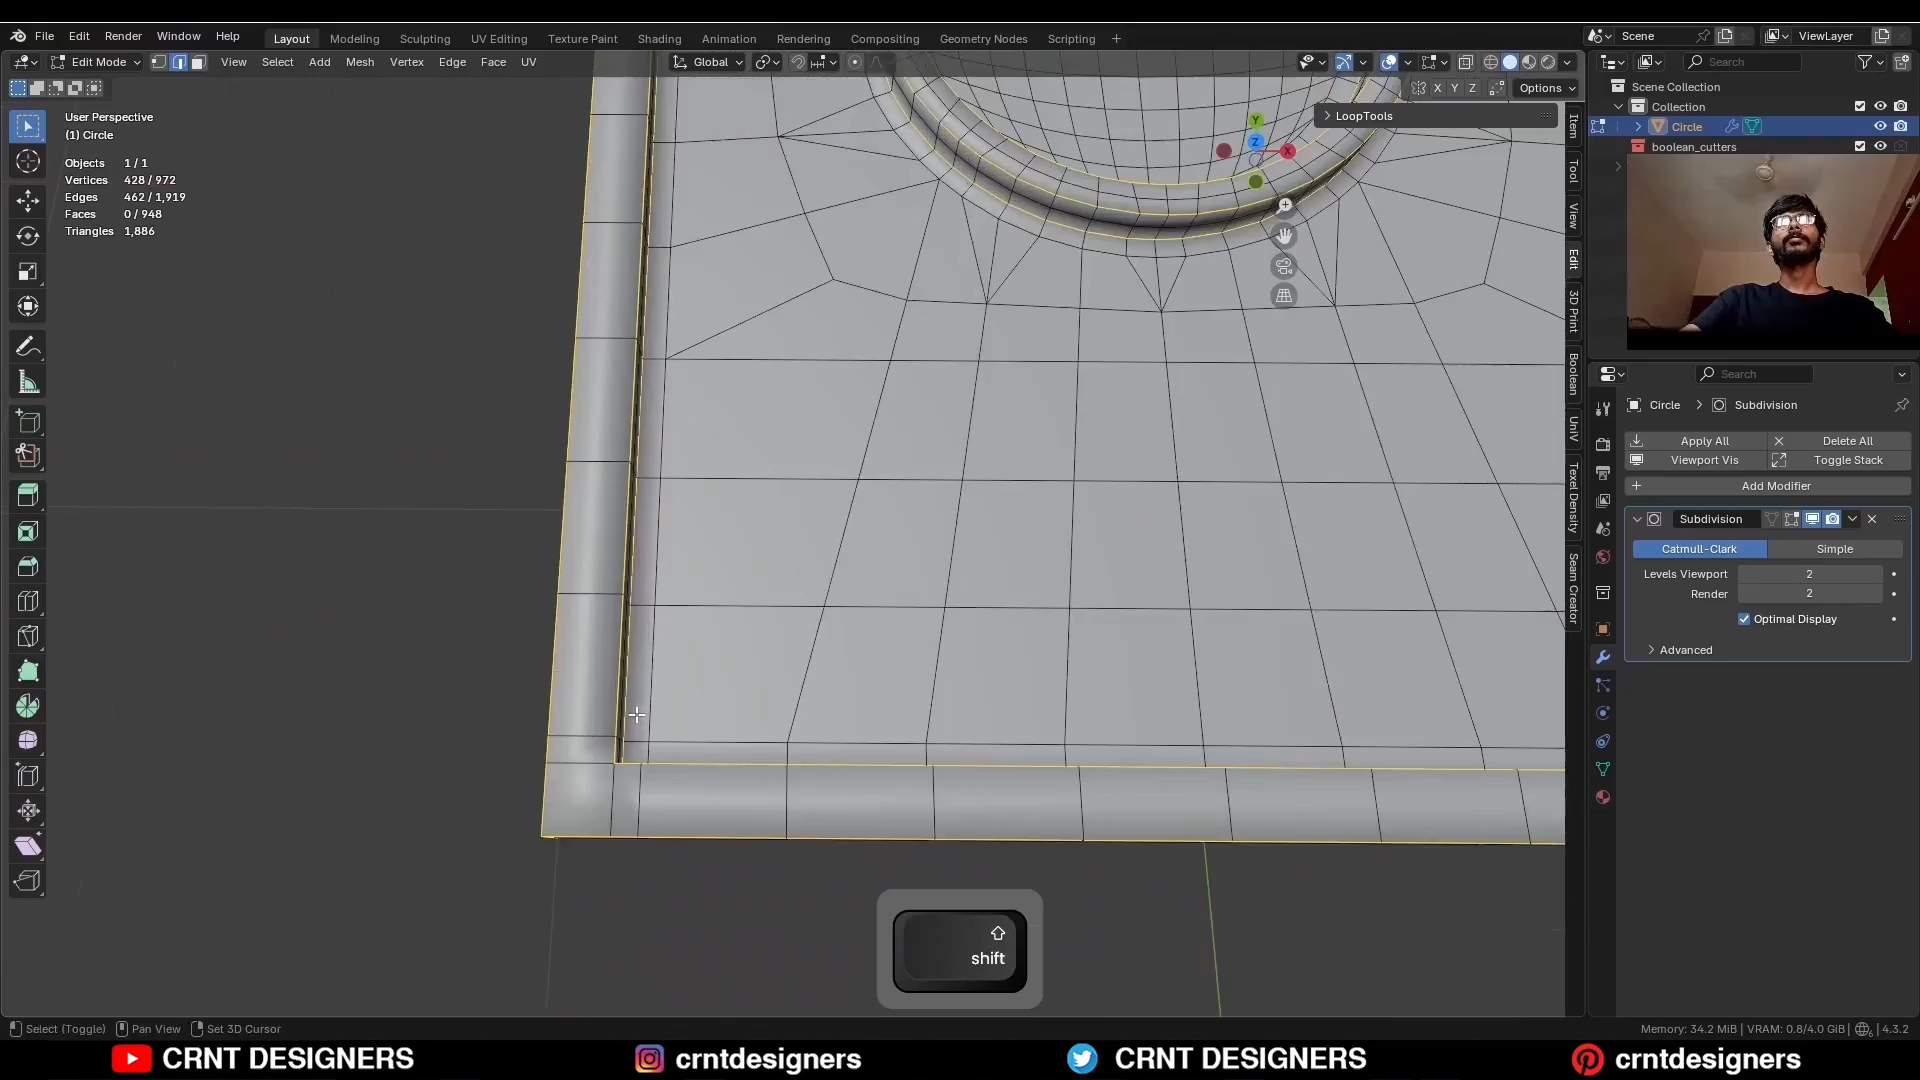 File Edit Render Window Help Layout Modeling Sculpting UV Editing Texture Paint Shading Animation Rendering Compositing Geometry Nodes Scripting + Scene ViewLayer
Edit Mode View Select Add Mesh Vertex Edge Face UV Global Search
X Y Z Options
User Perspective
(1) Circle
Objects 1 / 1
Vertices 428 / 972
Edges 462 / 1,919
Faces 0 / 948
Triangles 1,886
LoopTools
Y
Z
X
Item
Tool
View
Edit
3D Print
Boolean
UniV
Texel Density
Seam Creator
Scene Collection
Collection
Circle
boolean_cutters
Search
Circle > Subdivision
Apply All Delete All
Viewport Vis Toggle Stack
Add Modifier
Subdivision
Catmull-Clark Simple
Levels Viewport 2
Render 2
Optimal Display
Advanced
shift
Select (Toggle) Pan View Set 3D Cursor Memory: 34.2 MiB | VRAM: 0.8/4.0 GiB | 4.3.2
CRNT DESIGNERS crntdesigners CRNT DESIGNERS crntdesigners